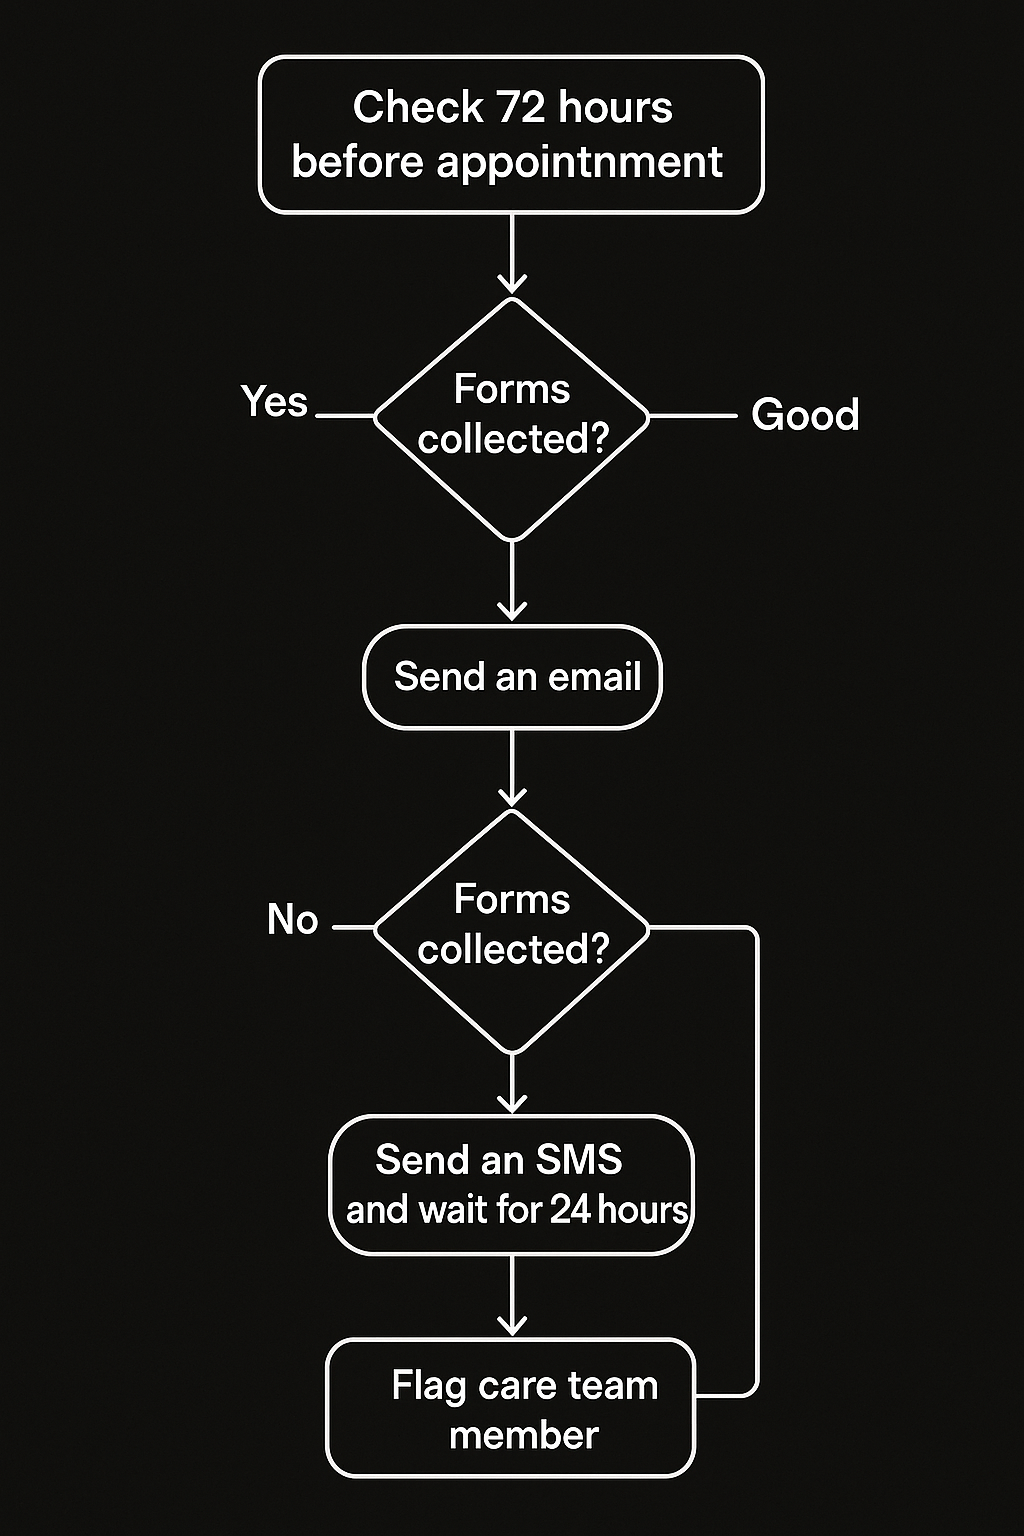 Check 72 hours
before appointnment
Yes
Forms
collected?
Good
Send an email
No
Forms
collected?
Send an SMS
and wait for 24 hours
Flag care team
member